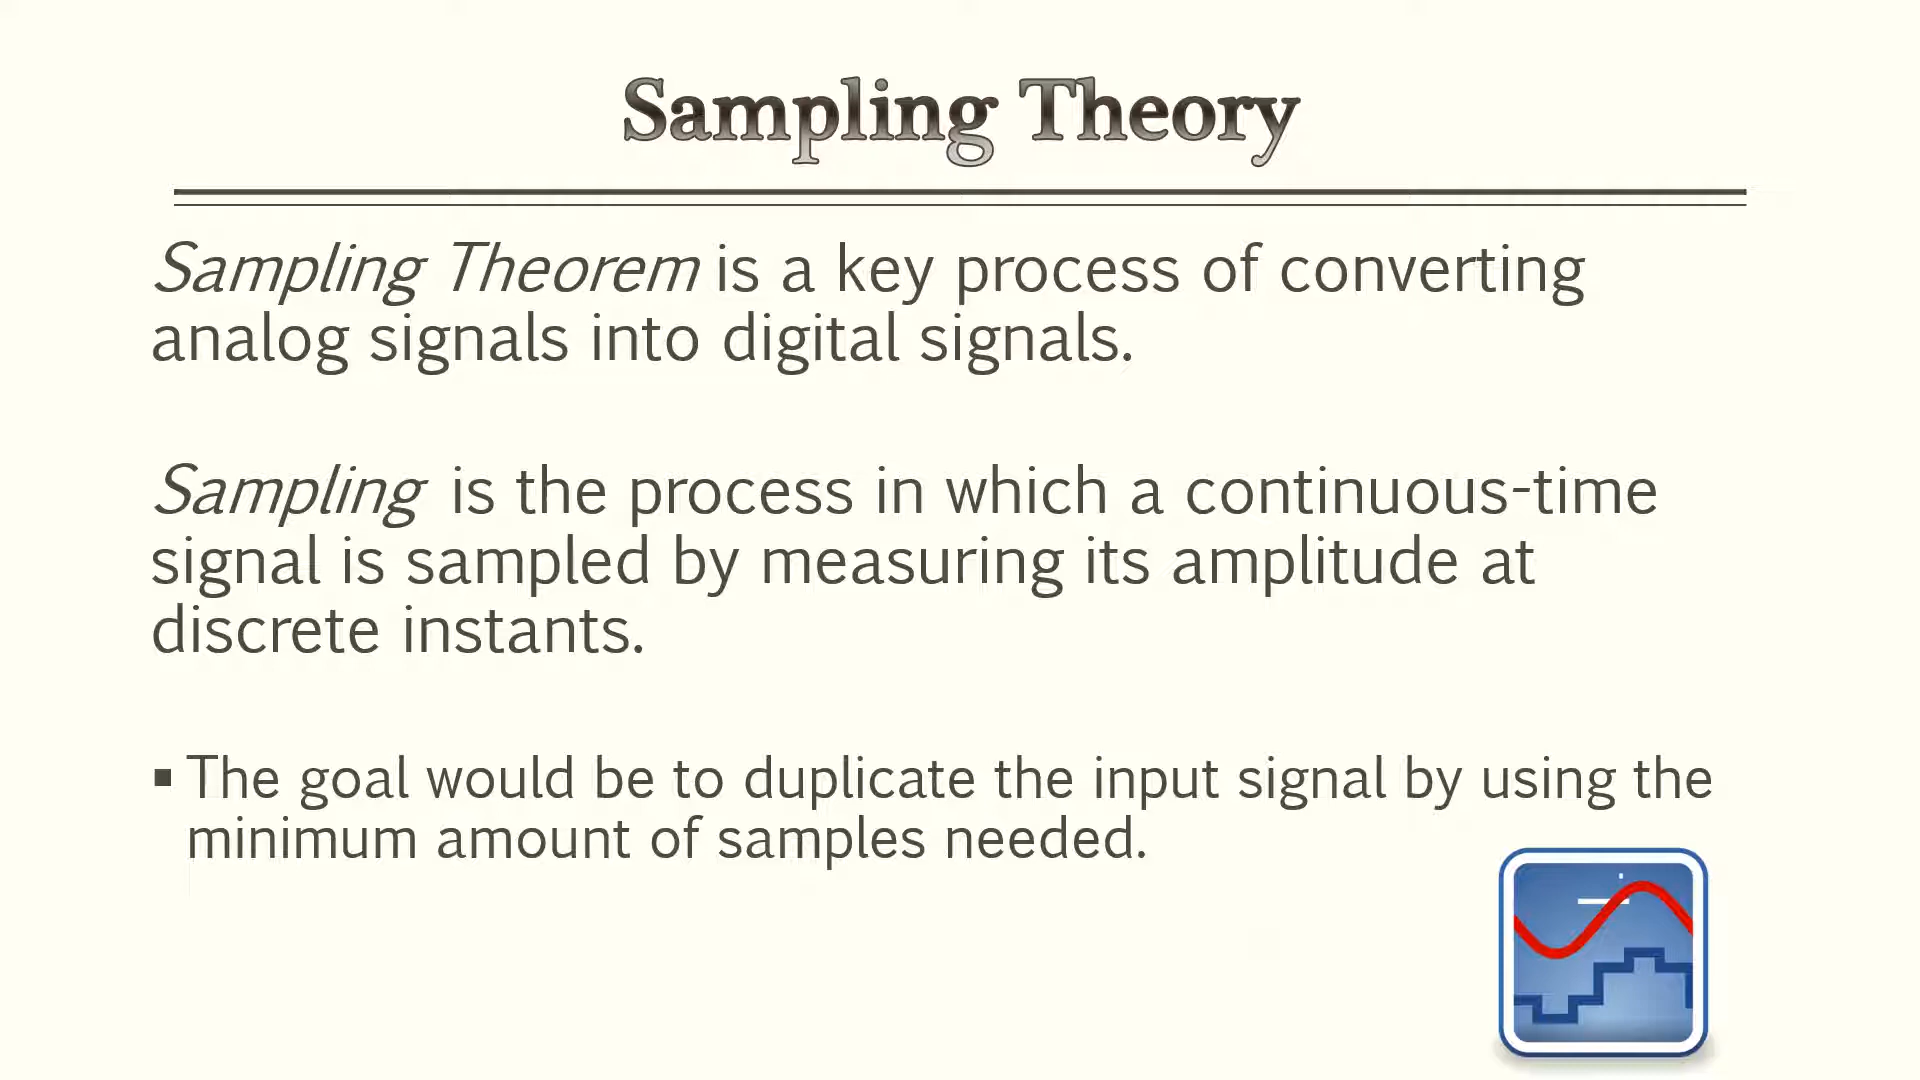 Sampling Theory
Sampling Theorem is a key process of converting
analog signals into digital signals.
Sampling is the process in which a continuous-time
signal is sampled by measuring its amplitude at
discrete instants.
▪ The goal would be to duplicate the input signal by using the
minimum amount of samples needed.